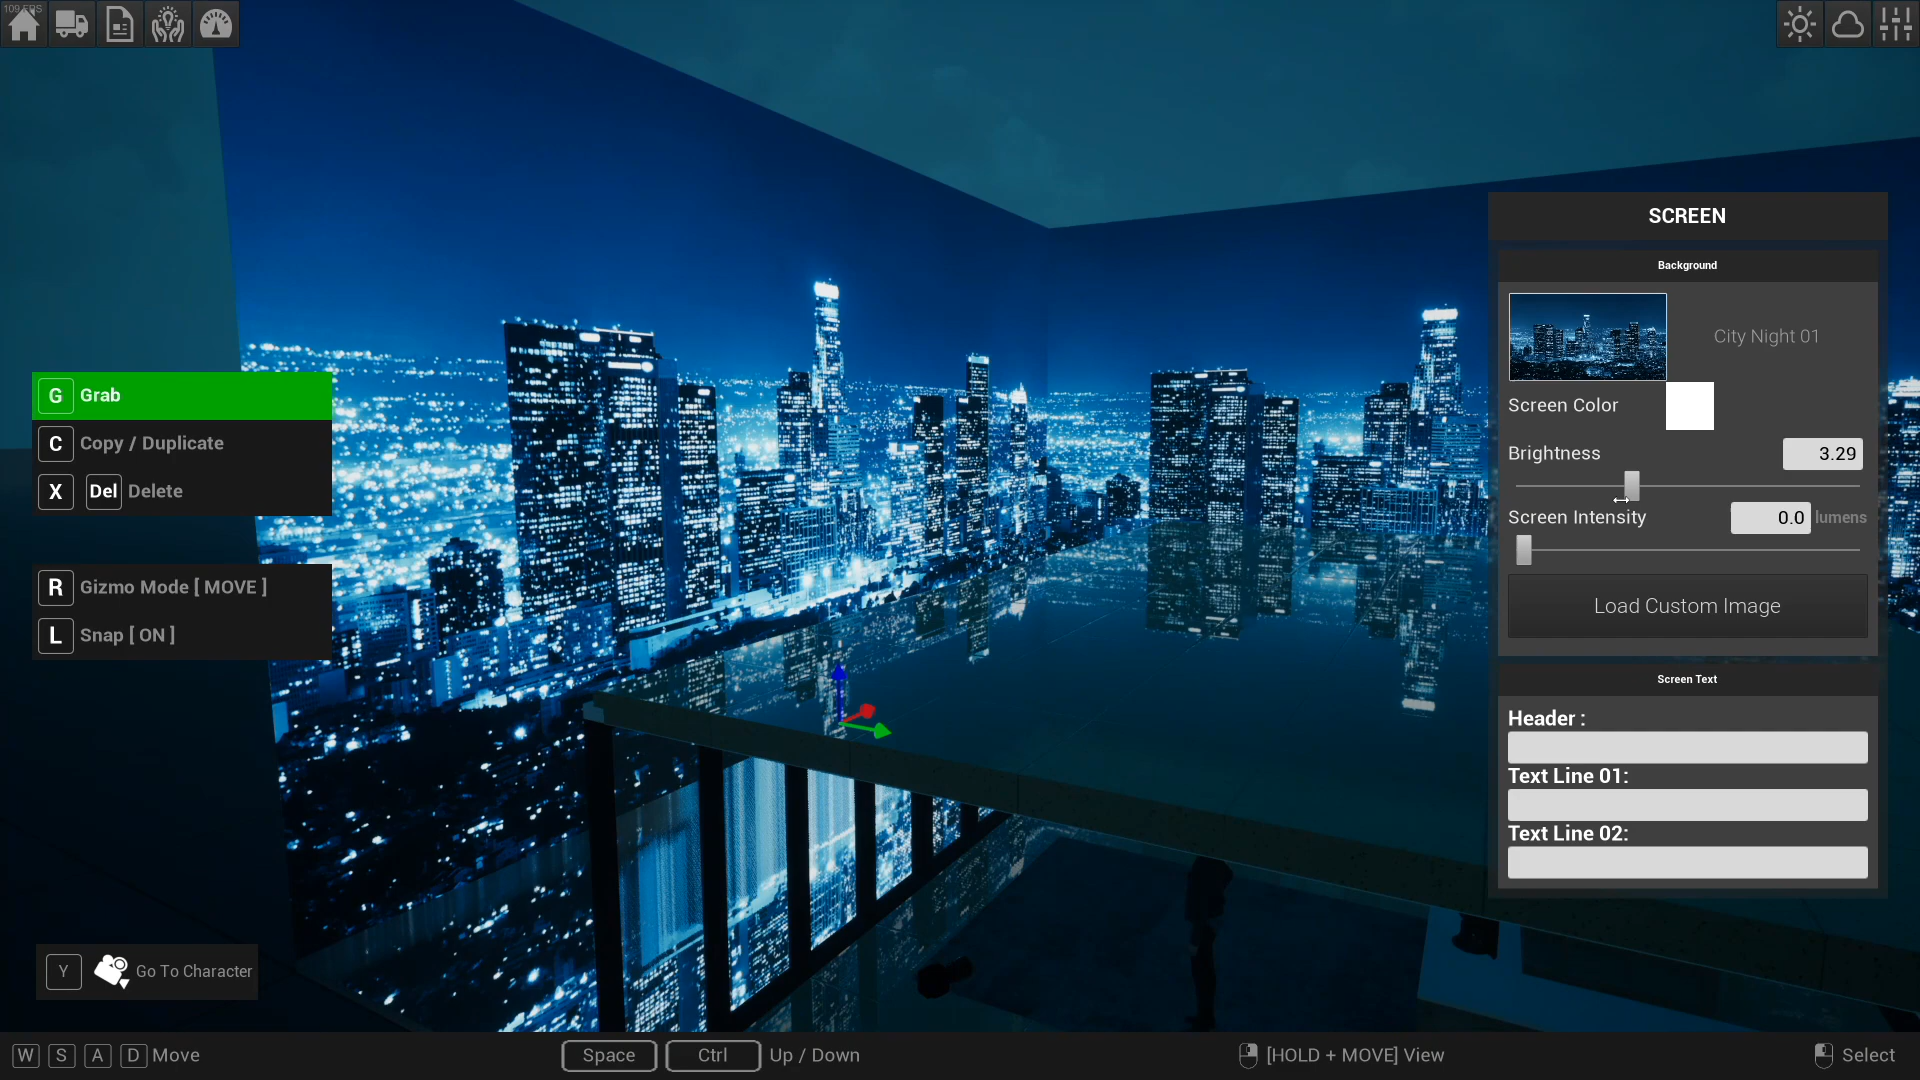 109 FPS
SCREEN
Background
City Night 01
Screen Color
Brightness
3.29
Screen Intensity
0.0 lumens
Load Custom Image
Screen Text
Header :
Text Line 01:
Text Line 02:
G Grab
C Copy / Duplicate
X Del Delete
R Gizmo Mode [ MOVE ]
L Snap [ ON ]
Y Go To Character
W S A D Move
Space Ctrl Up / Down
[HOLD + MOVE] View
Select